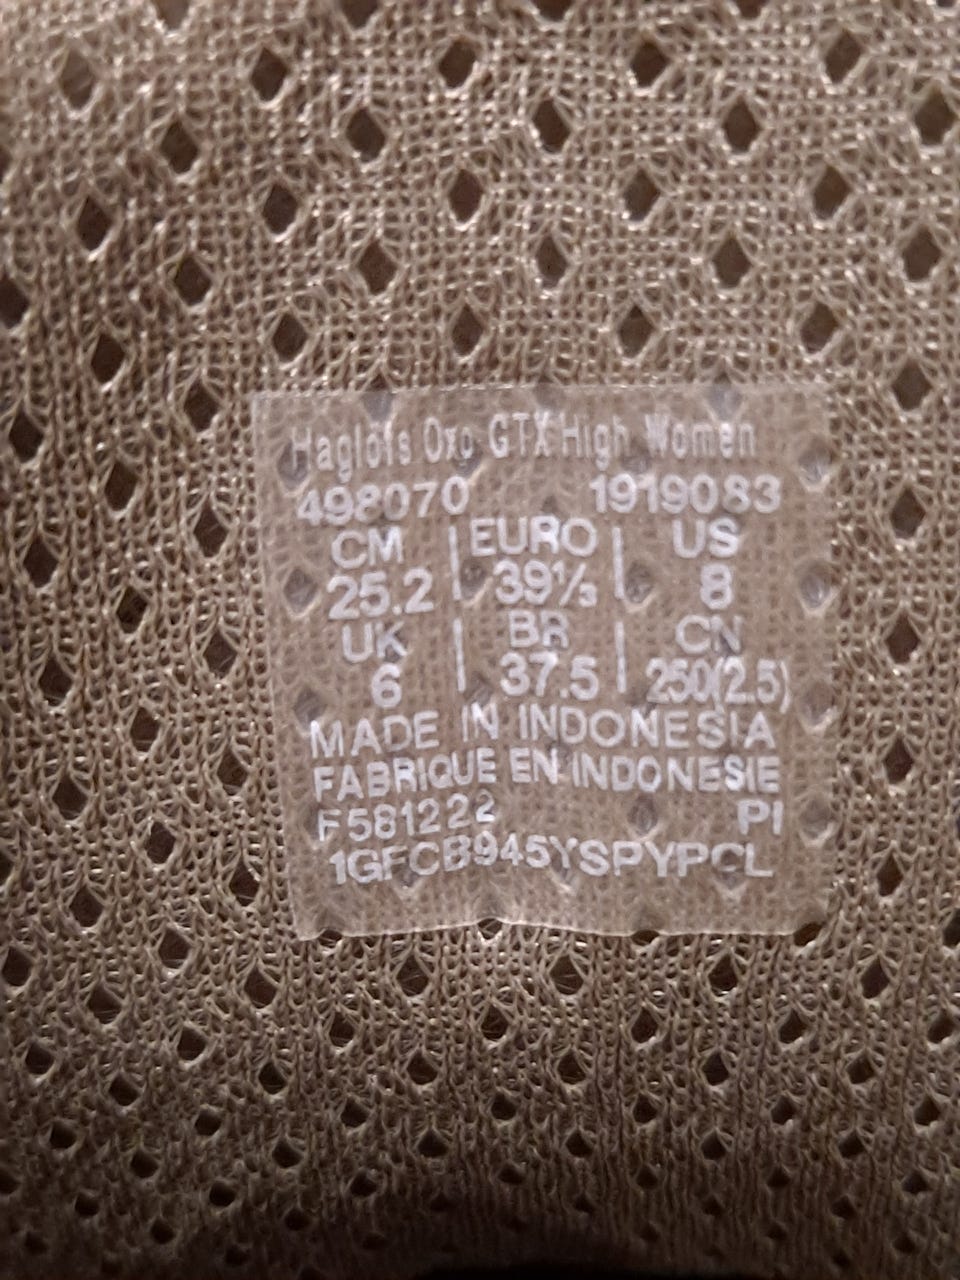 Haglöfs Oxo GTX High Women
498070 1919083
CM | EURO | US
25.2 39⅓ 8
UK | BR | CN
6 37.5 250(2.5)
MADE IN INDONESIA
FABRIQUE EN INDONESIE
F581222 PI
1GFCB945YSPYPCL